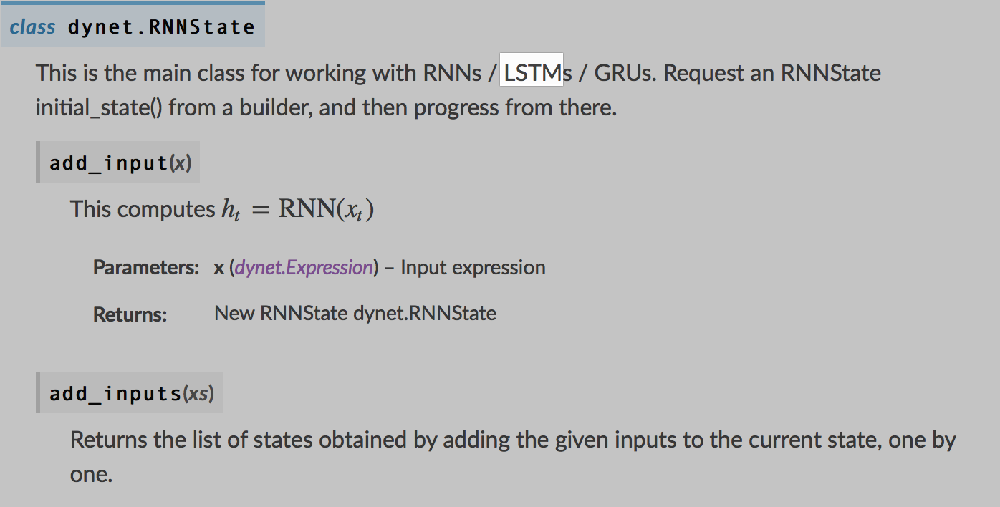 class dynet.RNNState
This is the main class for working with RNNs / LSTMs / GRUs. Request an RNNState
initial_state() from a builder, and then progress from there.
add_input(x)
This computes hₜ = RNN(xₜ)
Parameters: x (dynet.Expression) – Input expression
Returns: New RNNState dynet.RNNState
add_inputs(xs)
Returns the list of states obtained by adding the given inputs to the current state, one by
one.